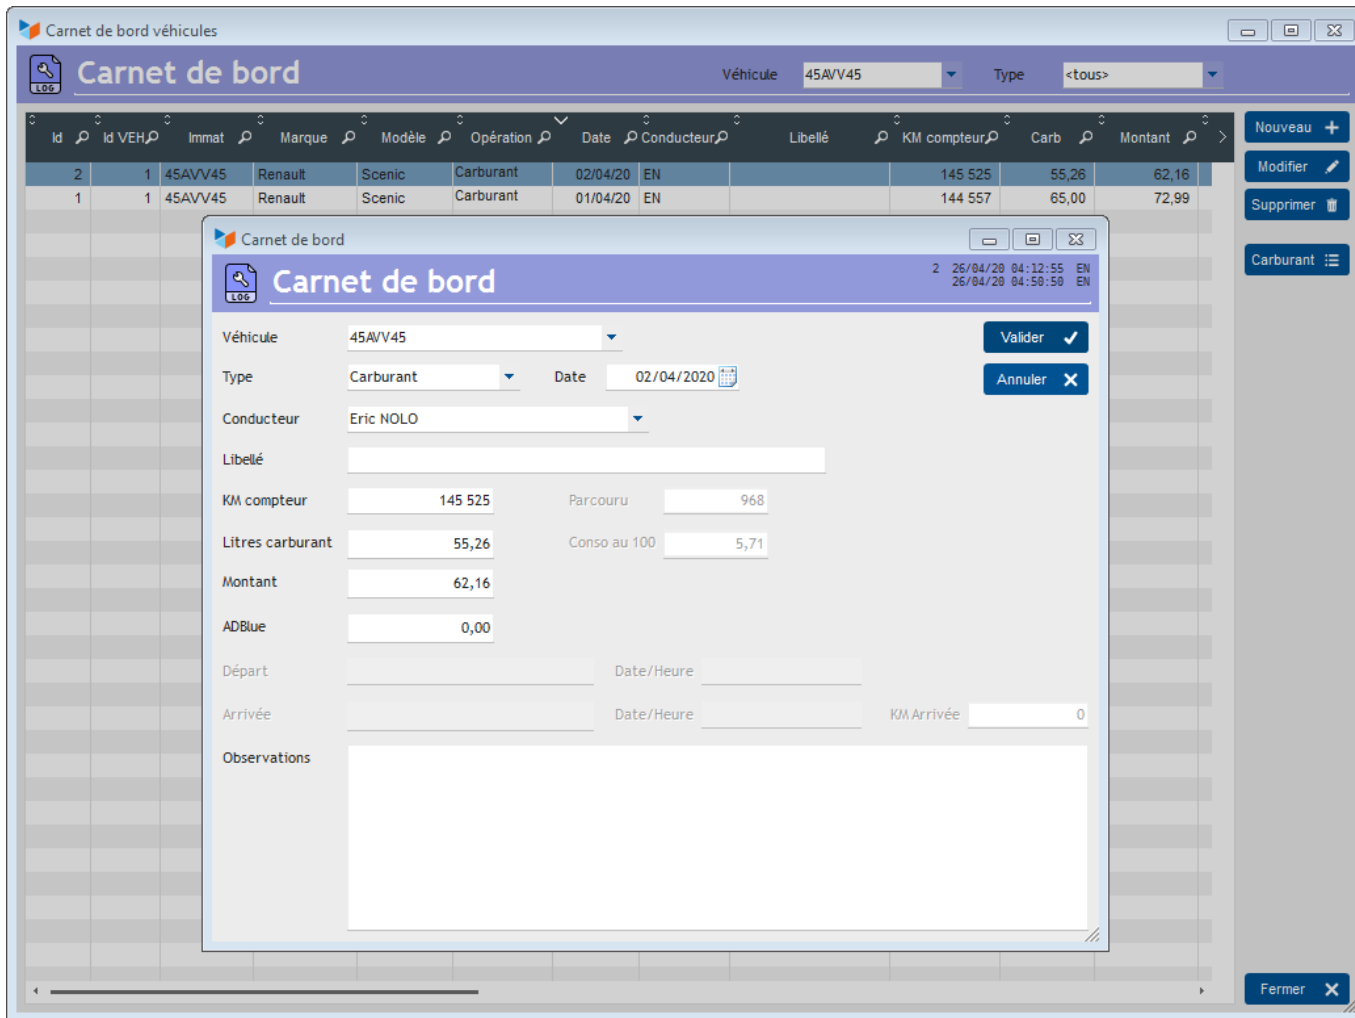 Carnet de bord véhicules
LOG
Carnet de bord
Véhicule 45AVV45 Type <tous>
Id Id VEH Immat Marque Modèle Opération Date Conducteur Libellé KM compteur Carb Montant
2 1 45AVV45 Renault Scenic Carburant 02/04/20 EN 145 525 55,26 62,16
1 1 45AVV45 Renault Scenic Carburant 01/04/20 EN 144 557 65,00 72,99
Nouveau
Modifier
Supprimer
Carburant
Carnet de bord
LOG
Carnet de bord
2 26/04/20 04:12:55 EN
26/04/20 04:50:50 EN
Véhicule 45AVV45
Valider
Type Carburant Date 02/04/2020
Annuler
Conducteur Eric NOLO
Libellé
KM compteur 145 525 Parcouru 968
Litres carburant 55,26 Conso au 100 5,71
Montant 62,16
ADBlue 0,00
Départ Date/Heure
Arrivée Date/Heure KM Arrivée 0
Observations
Fermer